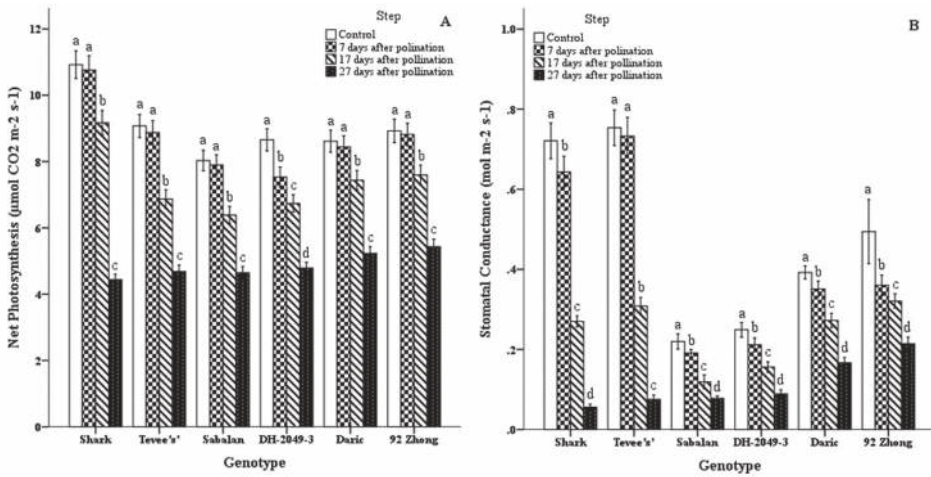 Step
A
Control
7 days after polination
17 days after pollination
27 days after pollination
Net Photosynthesis (µmol CO2 m-2 s-1)
12
10
8
6
4
2
0
a a b c
a a b c
a a b c
a b c d
a a b c
a a b c
Shark Tevee's' Sabalan DH-2049-3 Daric 92 Zhong
Genotype
Step
B
Control
7 days after pollination
17 days after pollination
27 days after pollination
Stomatal Conductance (mol m-2 s-1)
1.0
.8
.6
.4
.2
.0
a b c d
a a b c
a b c d
a b c d
a b c d
a b c d
Shark Tevee's' Sabalan DH-2049-3 Daric 92 Zhong
Genotype